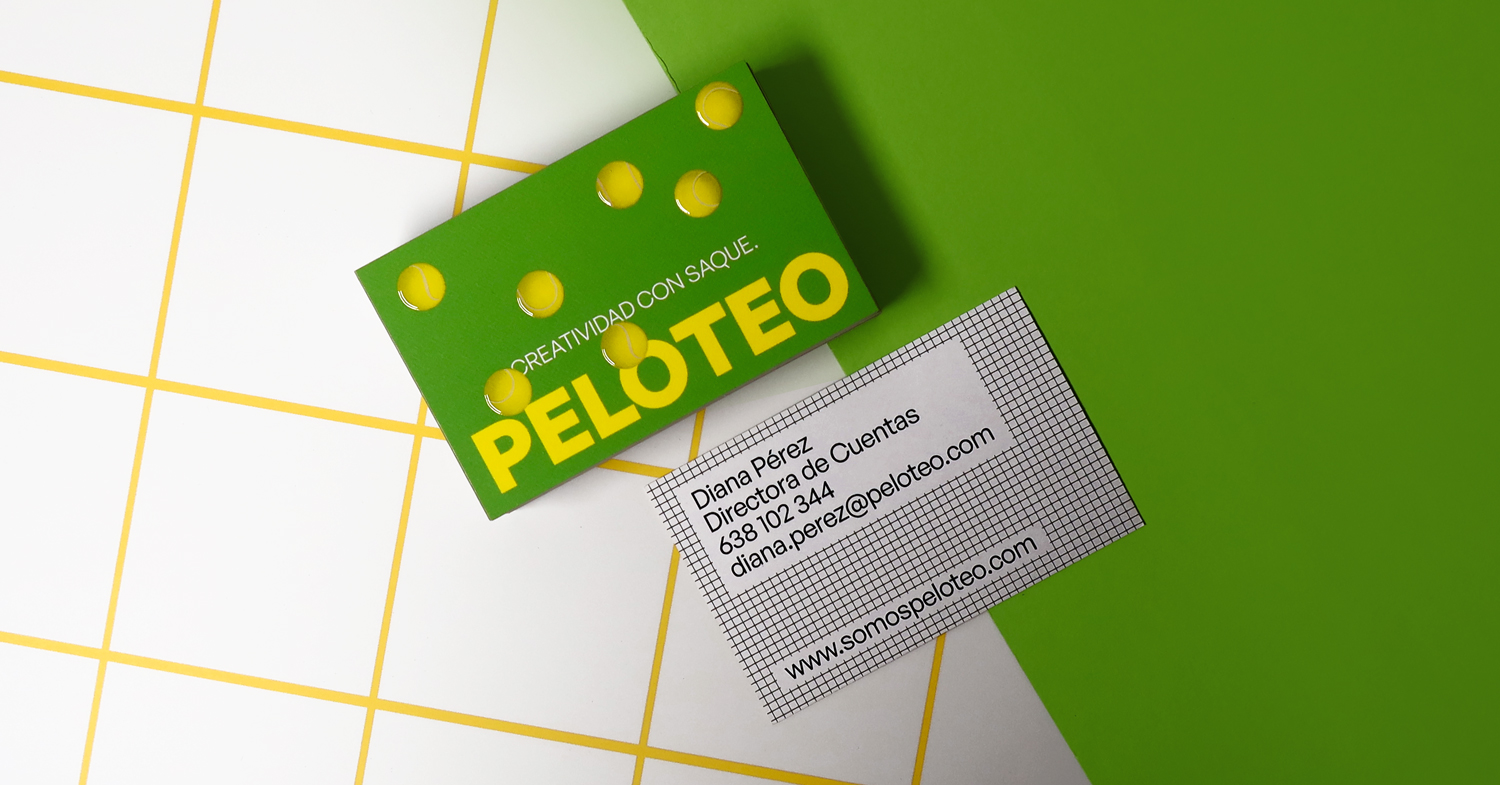 CREATIVIDAD CON SAQUE.
PELOTEO
Diana Pérez
Directora de Cuentas
638 102 344
diana.perez@peloteo.com
www.somospeloteo.com